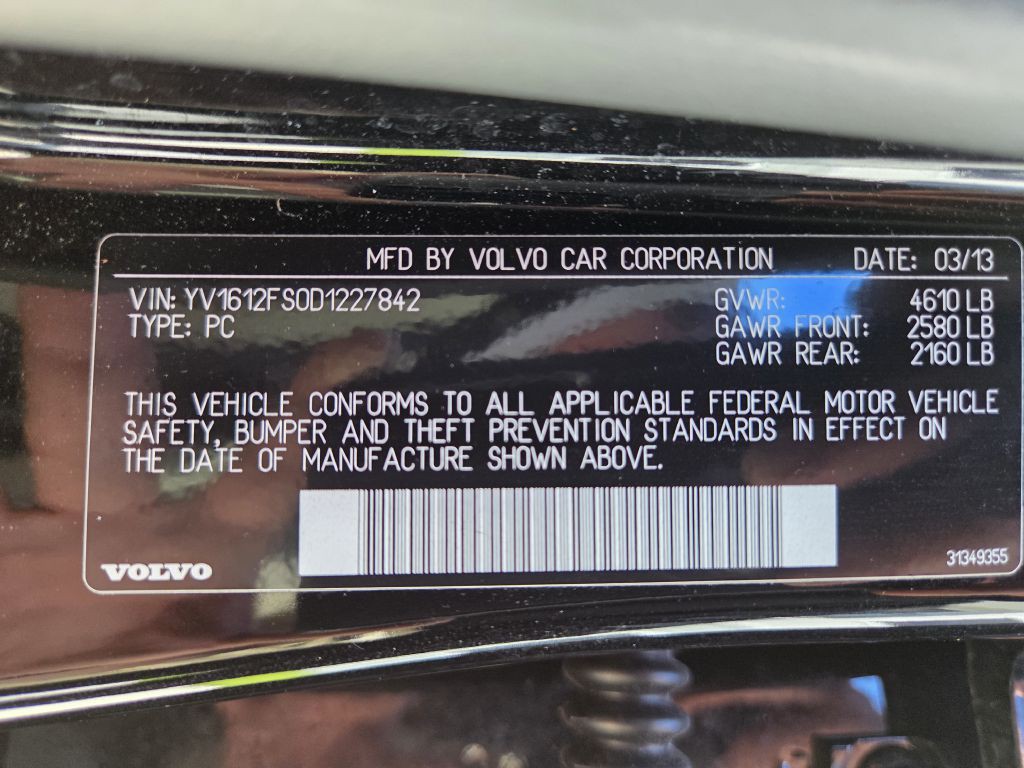 MFD BY VOLVO CAR CORPORATION DATE: 03/13
VIN: YV1612FS0D1227842 GVWR: 4610 LB
TYPE: PC GAWR FRONT: 2580 LB
GAWR REAR: 2160 LB
THIS VEHICLE CONFORMS TO ALL APPLICABLE FEDERAL MOTOR VEHICLE
SAFETY, BUMPER AND THEFT PREVENTION STANDARDS IN EFFECT ON
THE DATE OF MANUFACTURE SHOWN ABOVE.
VOLVO 31349355